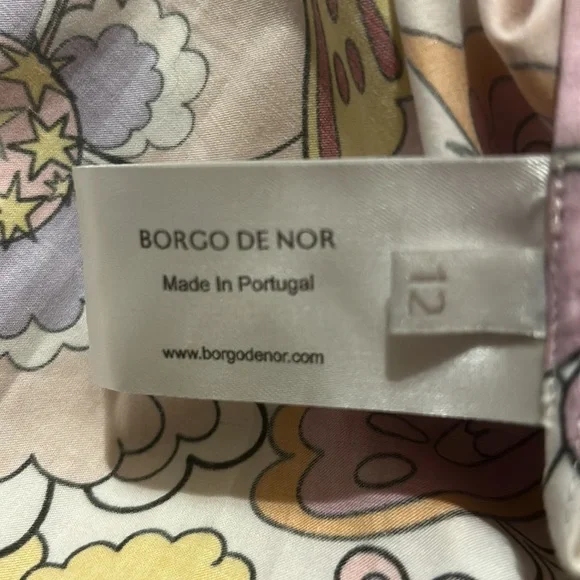 BORGO DE NOR
Made In Portugal
12
www.borgodenor.com